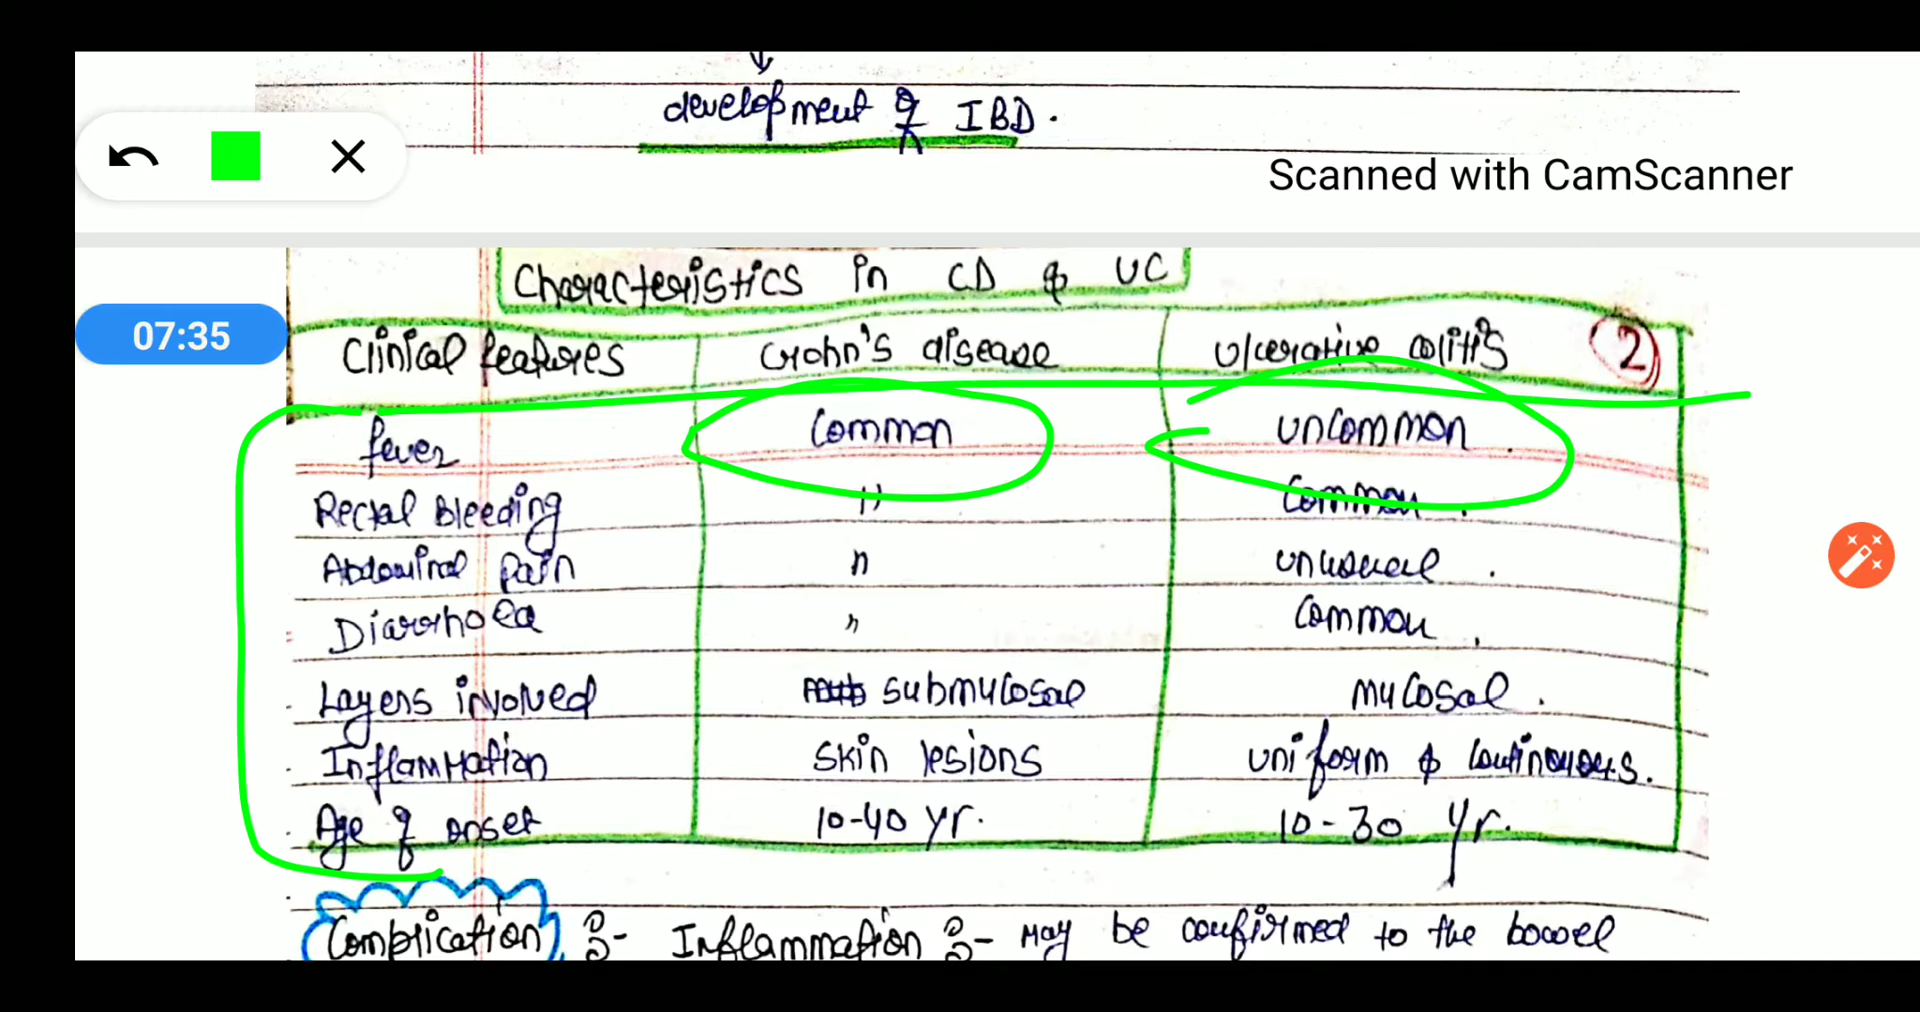 development of IBD.
Scanned with CamScanner
07:35
Characteristics in CD & UC
Clinical features Crohn's disease Ulcerative colitis 2
fever Common uncommon
Rectal Bleeding " Common.
Abdominal pain " unusual.
Diarrhoea " Common.
Layers involved submucosal mucosal.
Inflammation Skin lesions uniform & continuous.
Age of onset 10-40 yr. 10-30 yr.
Complication :- Inflammation :- May be confirmed to the bowel